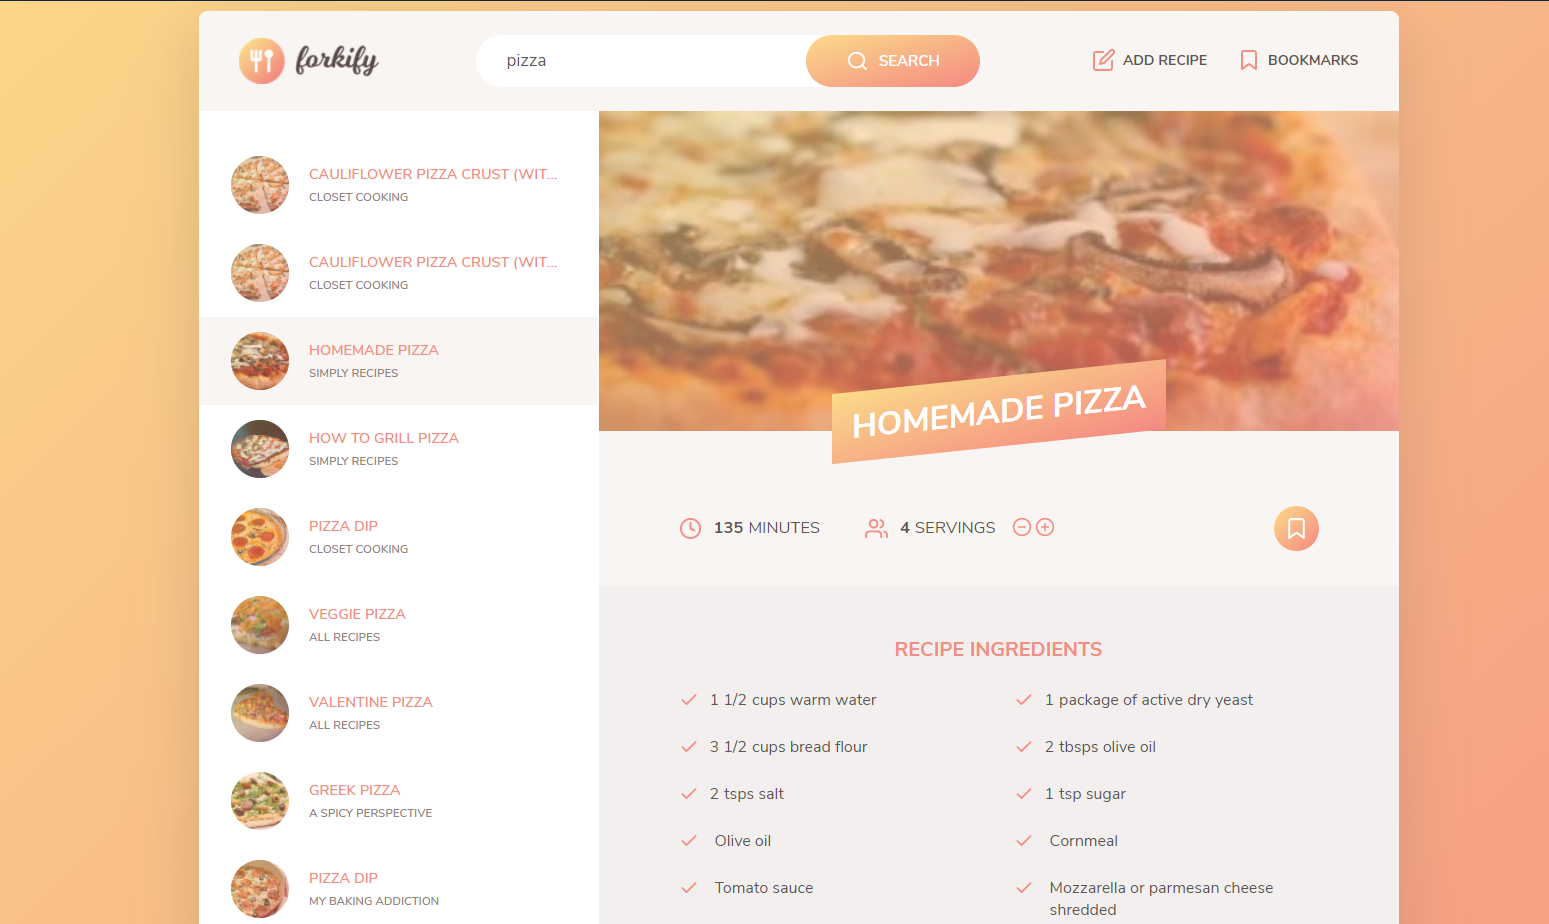 forkify
pizza
SEARCH
ADD RECIPE
BOOKMARKS
CAULIFLOWER PIZZA CRUST (WIT...
CLOSET COOKING
CAULIFLOWER PIZZA CRUST (WIT...
CLOSET COOKING
HOMEMADE PIZZA
SIMPLY RECIPES
HOW TO GRILL PIZZA
SIMPLY RECIPES
PIZZA DIP
CLOSET COOKING
VEGGIE PIZZA
ALL RECIPES
VALENTINE PIZZA
ALL RECIPES
GREEK PIZZA
A SPICY PERSPECTIVE
PIZZA DIP
MY BAKING ADDICTION
HOMEMADE PIZZA
135 MINUTES
4 SERVINGS
RECIPE INGREDIENTS
1 1/2 cups warm water
1 package of active dry yeast
3 1/2 cups bread flour
2 tbsps olive oil
2 tsps salt
1 tsp sugar
Olive oil
Cornmeal
Tomato sauce
Mozzarella or parmesan cheese
shredded